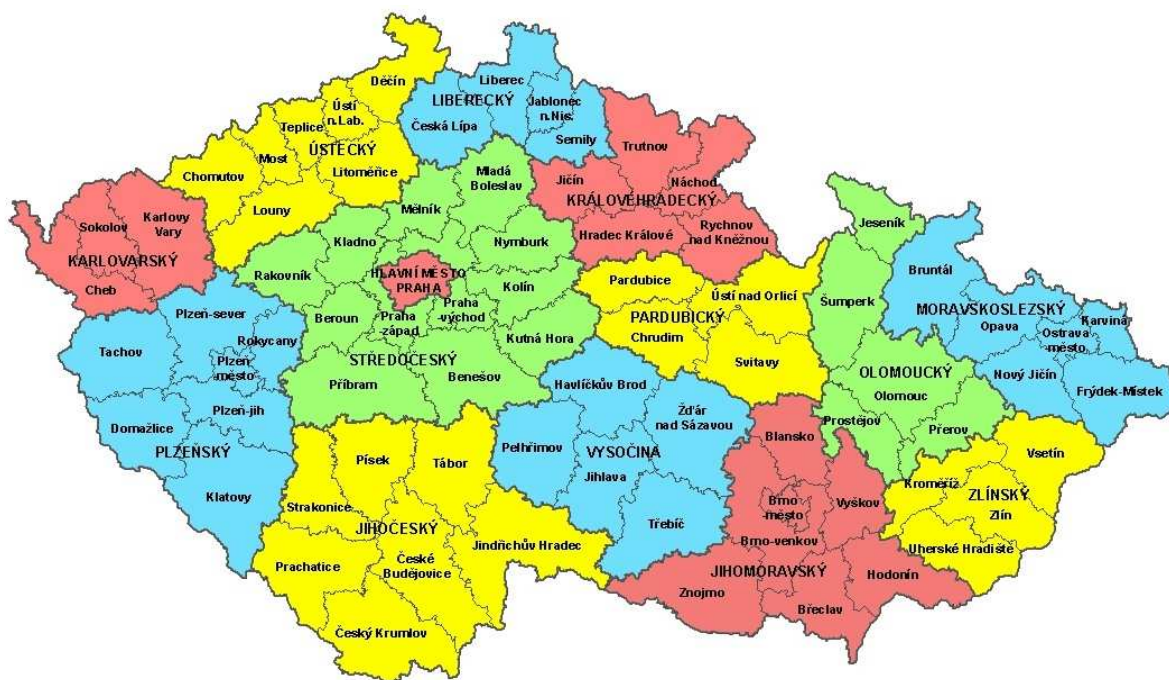 Děčín
Liberec
LIBERECKÝ
Jablonec
n.Nis.
Ústí
n.Lab.
Teplice
Česká Lípa
Semily
ÚSTECKÝ
Most
Trutnov
Mladá
Boleslav
Chomutov
Litoměřice
Jičín
Náchod
KRÁLOVÉHRADECKÝ
Louny
Mělník
Jeseník
Sokolov
Karlovy
Vary
Rychnov
nad Kněžnou
Hradec Králové
Kladno
Nymburk
KARLOVARSKÝ
Bruntál
Rakovník
HLAVNÍ MĚSTO
PRAHA
Pardubice
Cheb
Kolín
Ústí nad Orlicí
Šumperk
MORAVSKOSLEZSKÝ
Plzeň-sever
Beroun
Praha
-západ
Praha
-východ
PARDUBICKÝ
Opava
Karviná
Ostrava
-město
Rokycany
Kutná Hora
Chrudim
Tachov
Plzeň
-město
STŘEDOČESKÝ
Svitavy
Nový Jičín
Frýdek-Místek
Příbram
Benešov
OLOMOUCKÝ
Olomouc
Havlíčkův Brod
Plzeň-jih
Domažlice
Žďár
nad Sázavou
Prostějov
Přerov
PLZEŇSKÝ
Písek
Tábor
Pelhřimov
VYSOČINA
Blansko
Vsetín
Klatovy
Jihlava
Kroměříž
ZLÍNSKÝ
Strakonice
Brno
-město
Vyškov
Zlín
JIHOČESKÝ
Třebíč
Jindřichův Hradec
Brno-venkov
Uherské Hradiště
Prachatice
České
Budějovice
JIHOMORAVSKÝ
Hodonín
Znojmo
Břeclav
Český Krumlov